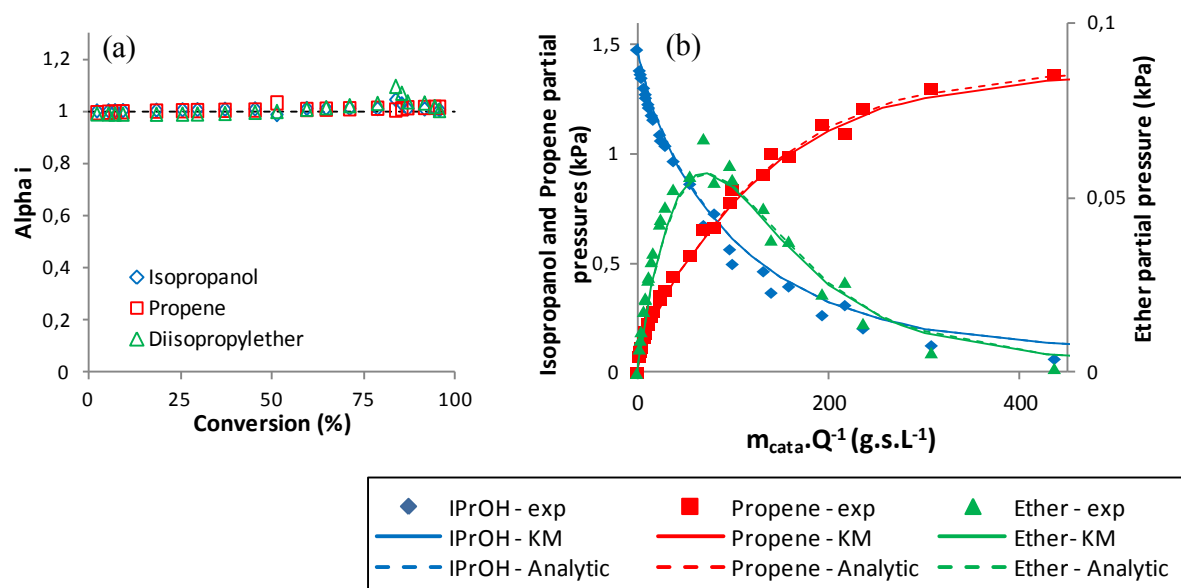 (a)
1,2
1
0,8
0,6
0,4
0,2
0
Alpha i
Isopropanol
Propene
Diisopropylether
0 25 50 75 100
Conversion (%)
(b)
1,5
1
0,5
0
Isopropanol and Propene partial
pressures (kPa)
0,1
0,05
0
Ether partial pressure (kPa)
0 200 400
m_cata.Q⁻¹ (g.s.L⁻¹)
IPrOH - exp Propene - exp Ether - exp
IPrOH - KM Propene - KM Ether- KM
IPrOH - Analytic Propene - Analytic Ether - Analytic